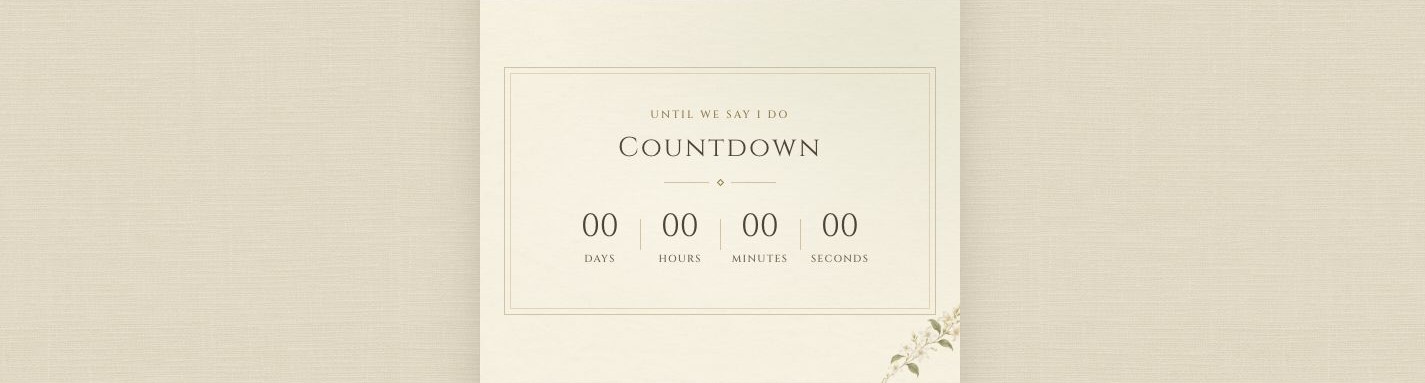 UNTIL WE SAY I DO
COUNTDOWN
00 00 00 00
DAYS HOURS MINUTES SECONDS